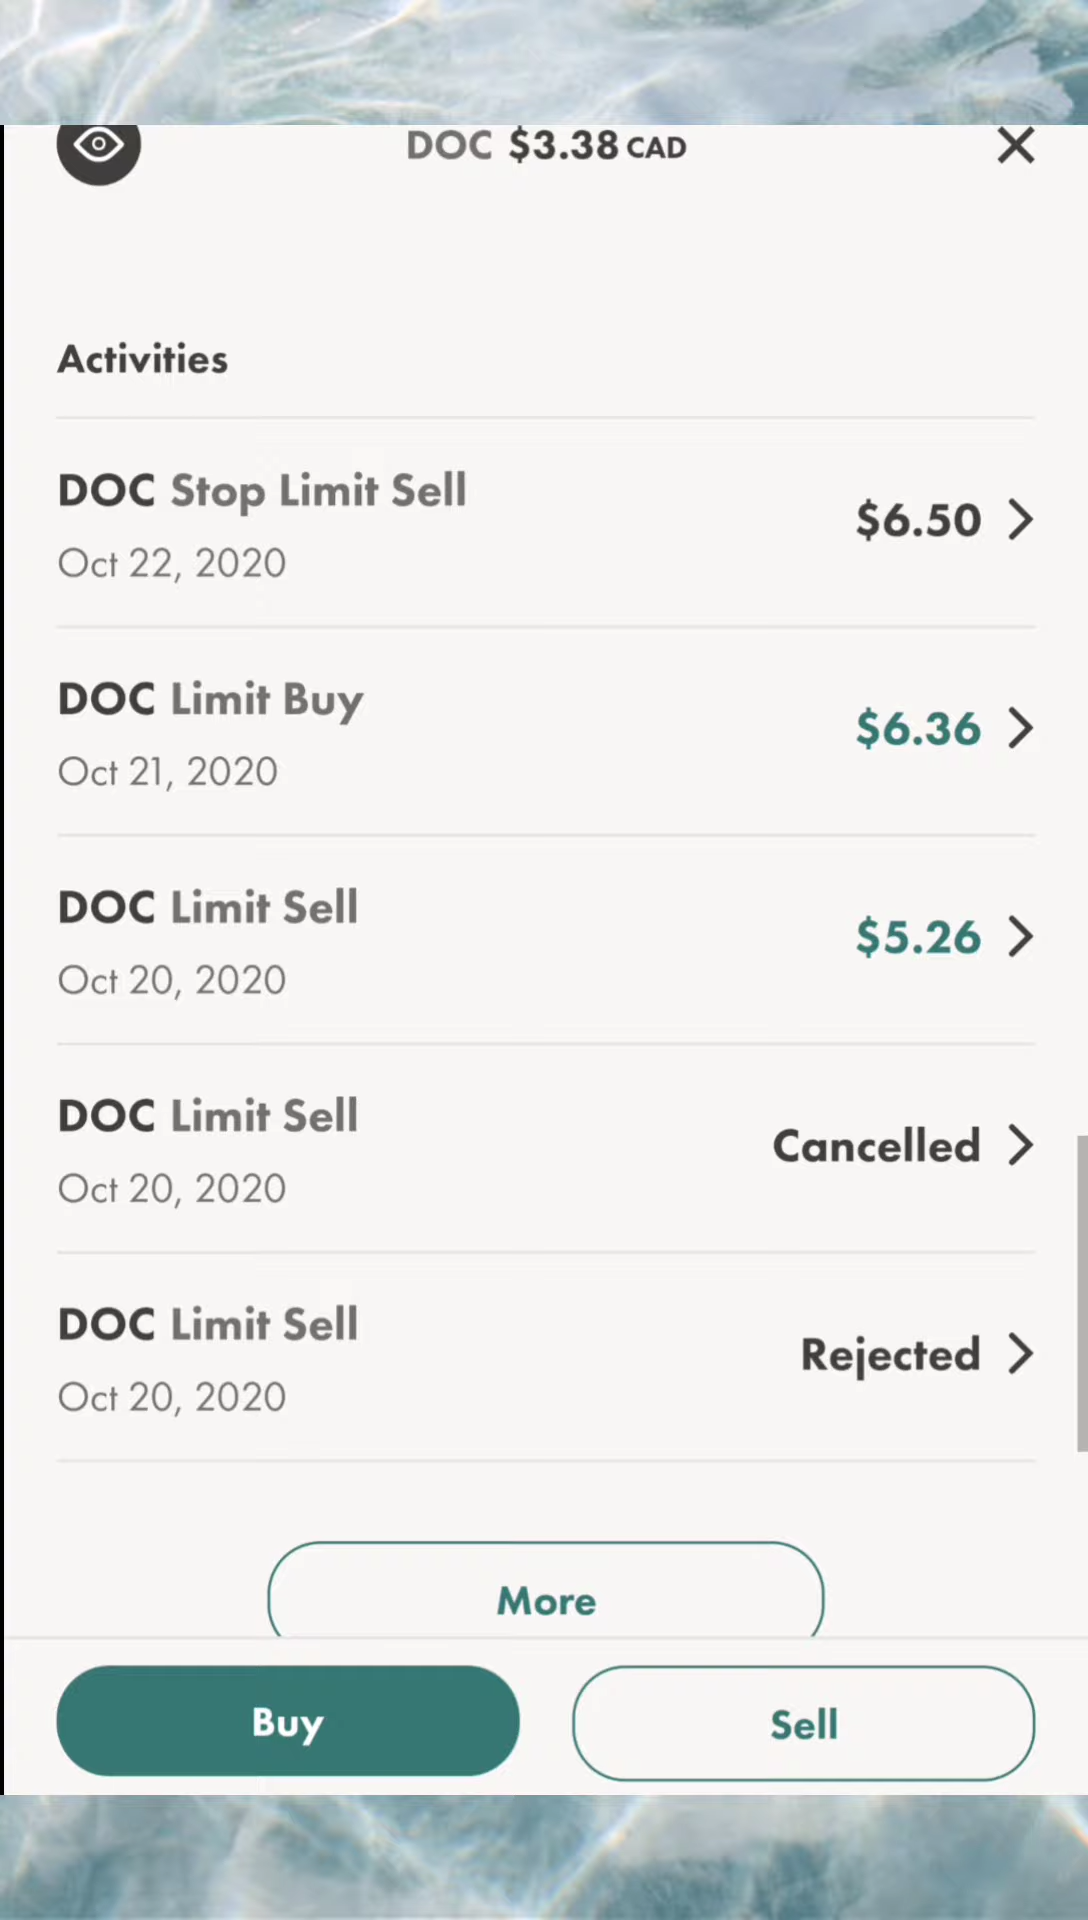 DOC $3.38 CAD
Activities
DOC Stop Limit Sell
$6.50
Oct 22, 2020
DOC Limit Buy
$6.36
Oct 21, 2020
DOC Limit Sell
$5.26
Oct 20, 2020
DOC Limit Sell
Cancelled
Oct 20, 2020
DOC Limit Sell
Rejected
Oct 20, 2020
More
Buy
Sell